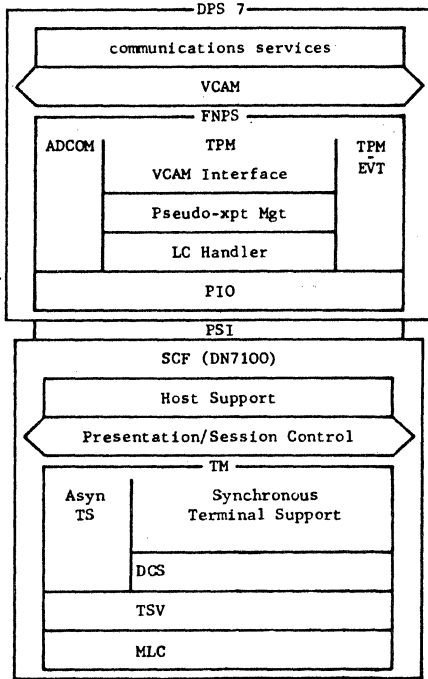 DPS 7
communications services
VCAM
FNPS
ADCOM TPM TPM
VCAM Interface - EVT
Pseudo-xpt Mgt
LC Handler
PIO
PSI
SCF (DN7100)
Host Support
Presentation/Session Control
TM
Asyn Synchronous
TS Terminal Support
DCS
TSV
MLC